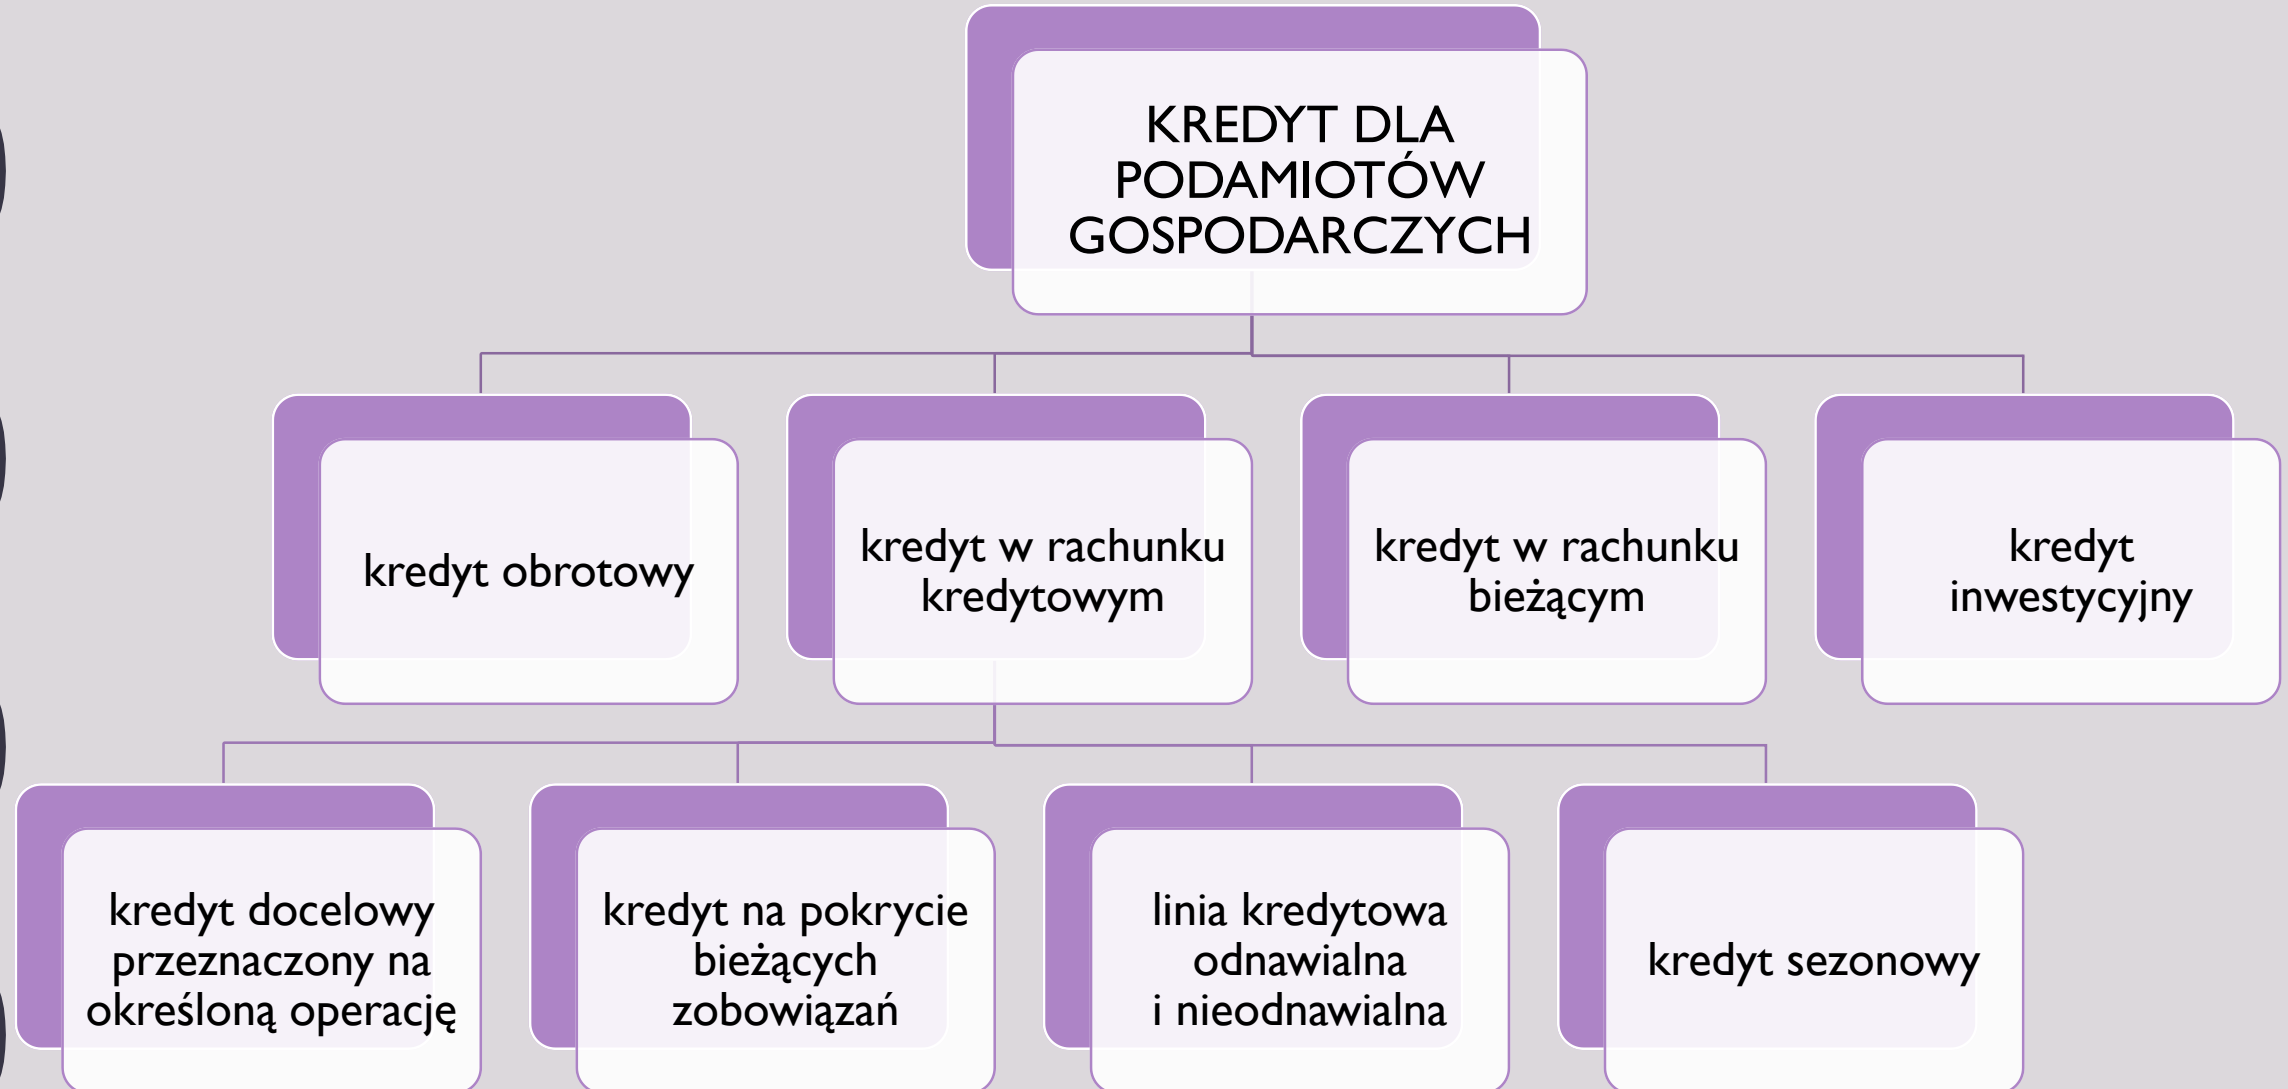 KREDYT DLA
PODAMIOTÓW
GOSPODARCZYCH
kredyt obrotowy
kredyt w rachunku
kredytowym
kredyt w rachunku
bieżącym
kredyt
inwestycyjny
kredyt docelowy
przeznaczony na
określoną operację
kredyt na pokrycie
bieżących
zobowiązań
linia kredytowa
odnawialna
i nieodnawialna
kredyt sezonowy